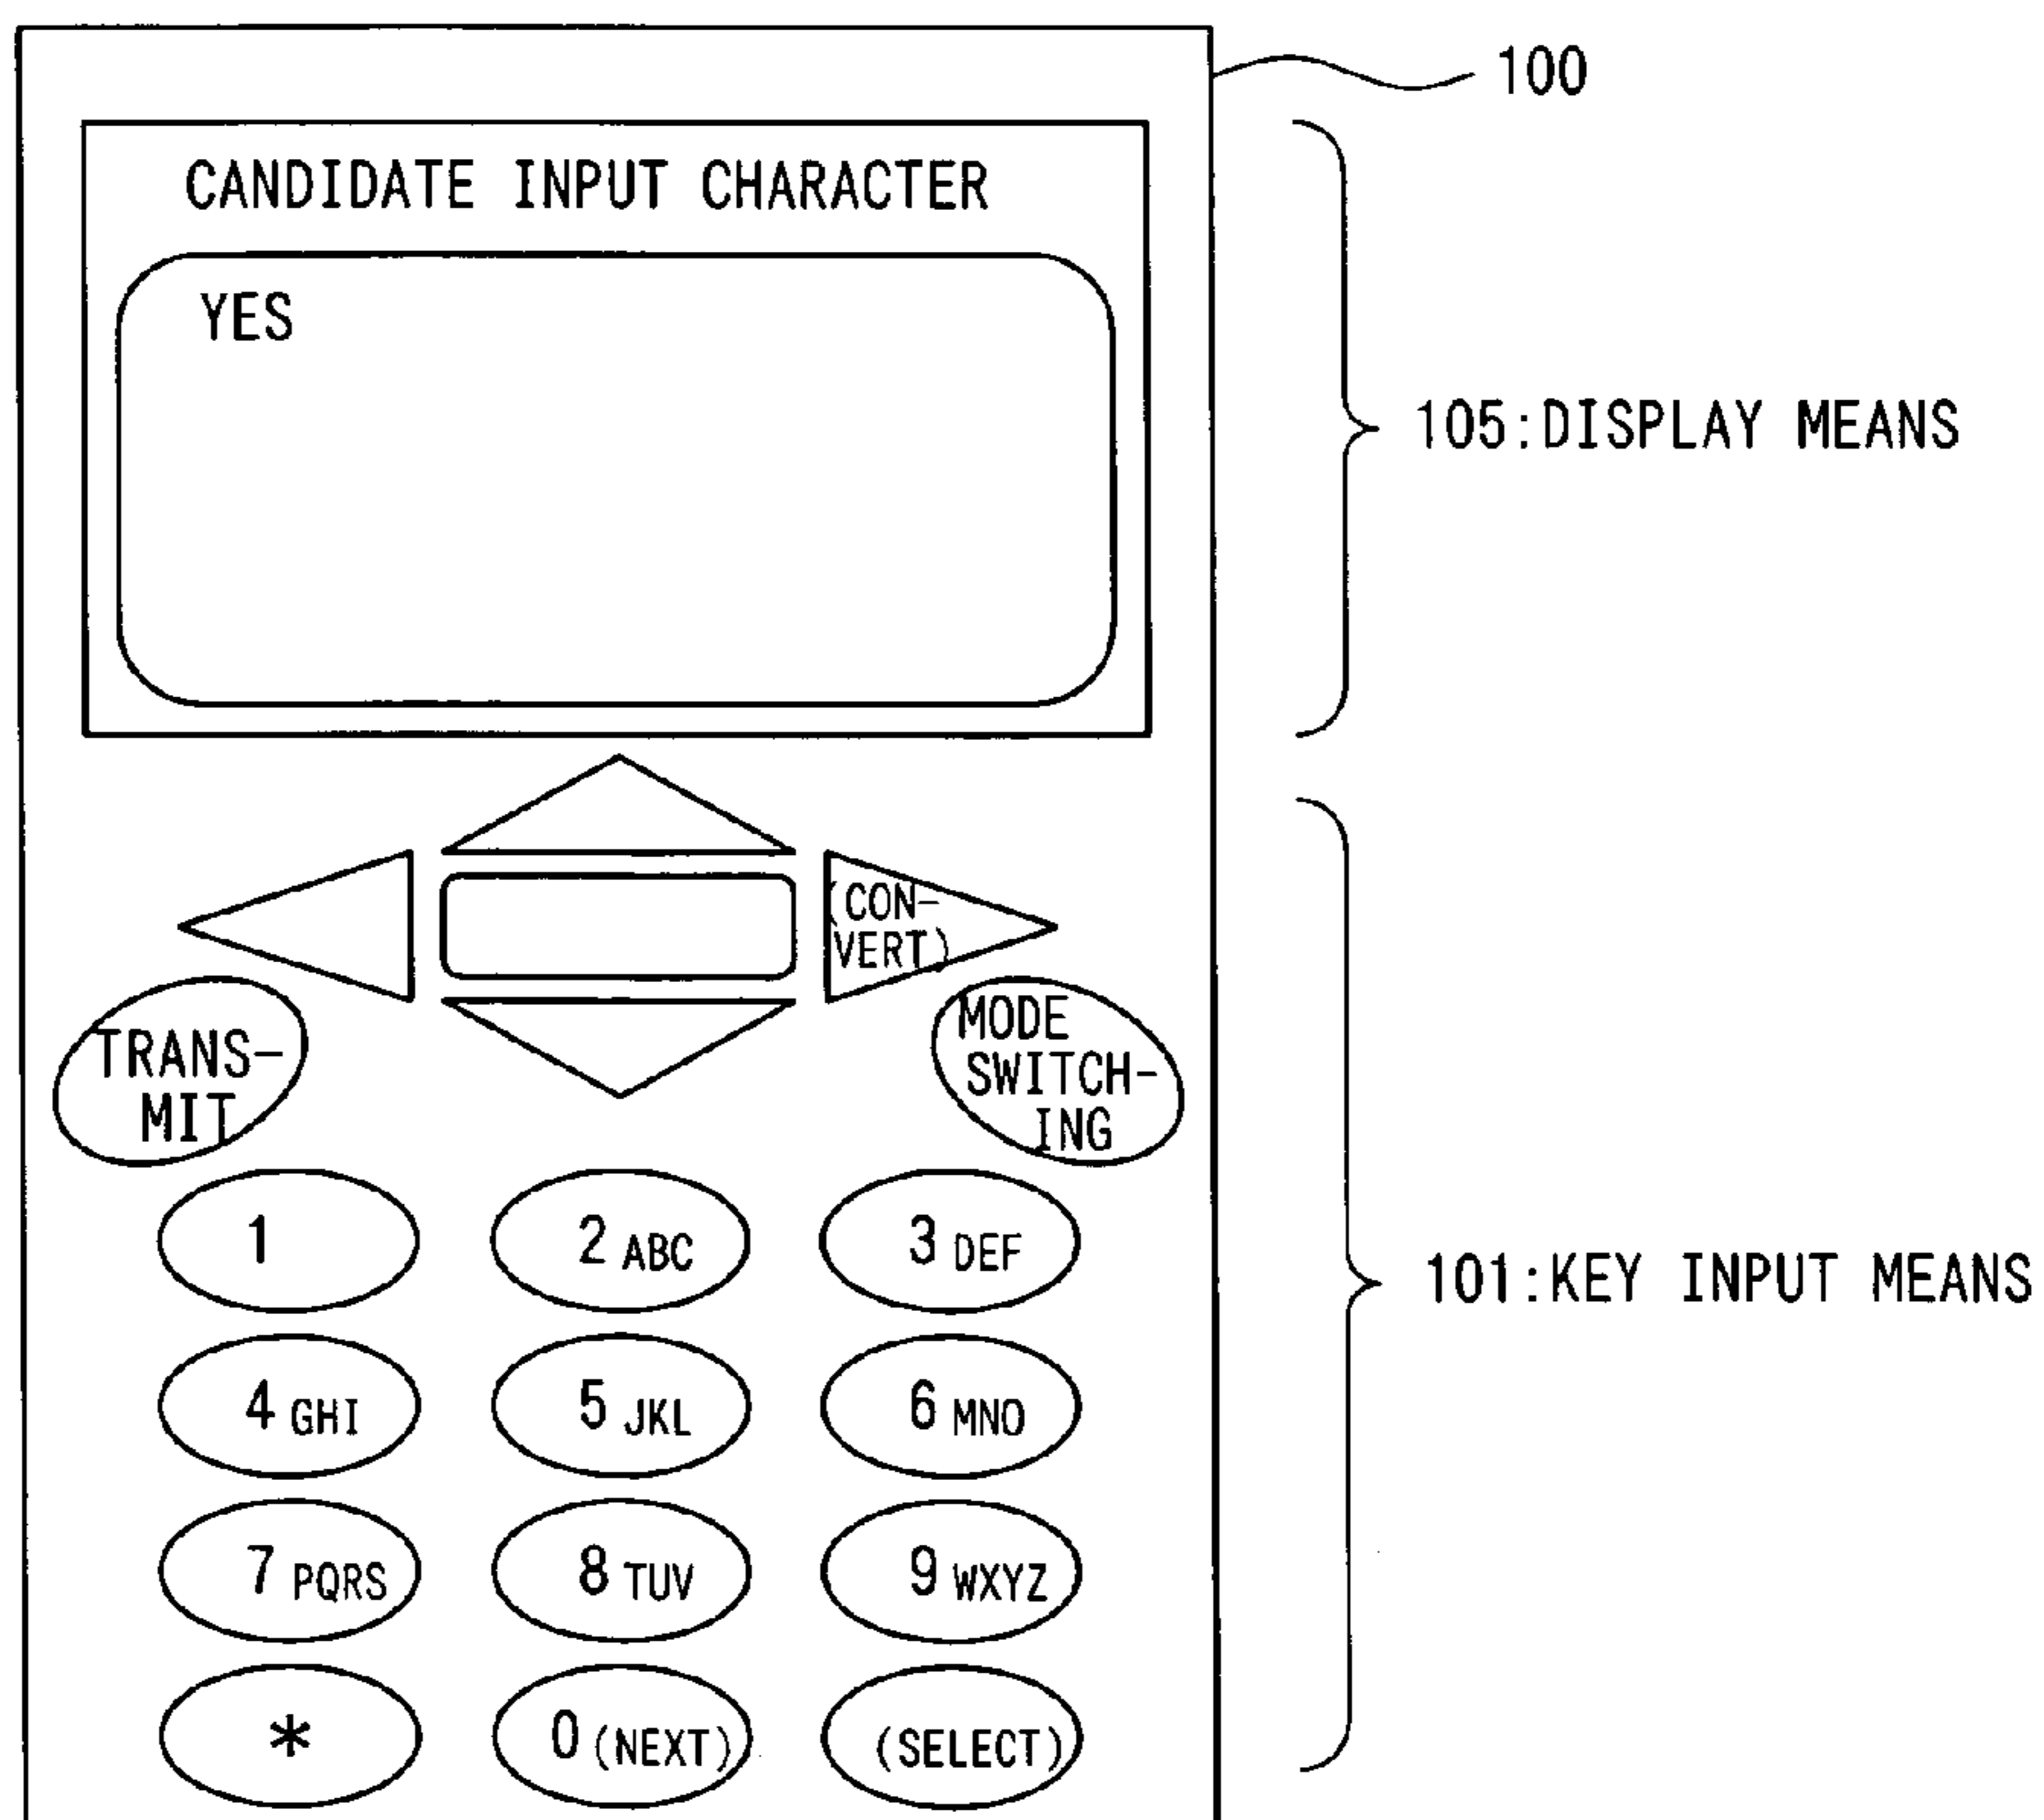 100
CANDIDATE INPUT CHARACTER
YES
105:DISPLAY MEANS
(CON-
VERT)
TRANS-
MIT
MODE
SWITCH-
ING
1
2 ABC
3 DEF
101:KEY INPUT MEANS
4 GHI
5 JKL
6 MNO
7 PQRS
8 TUV
9 WXYZ
*
0 (NEXT)
(SELECT)